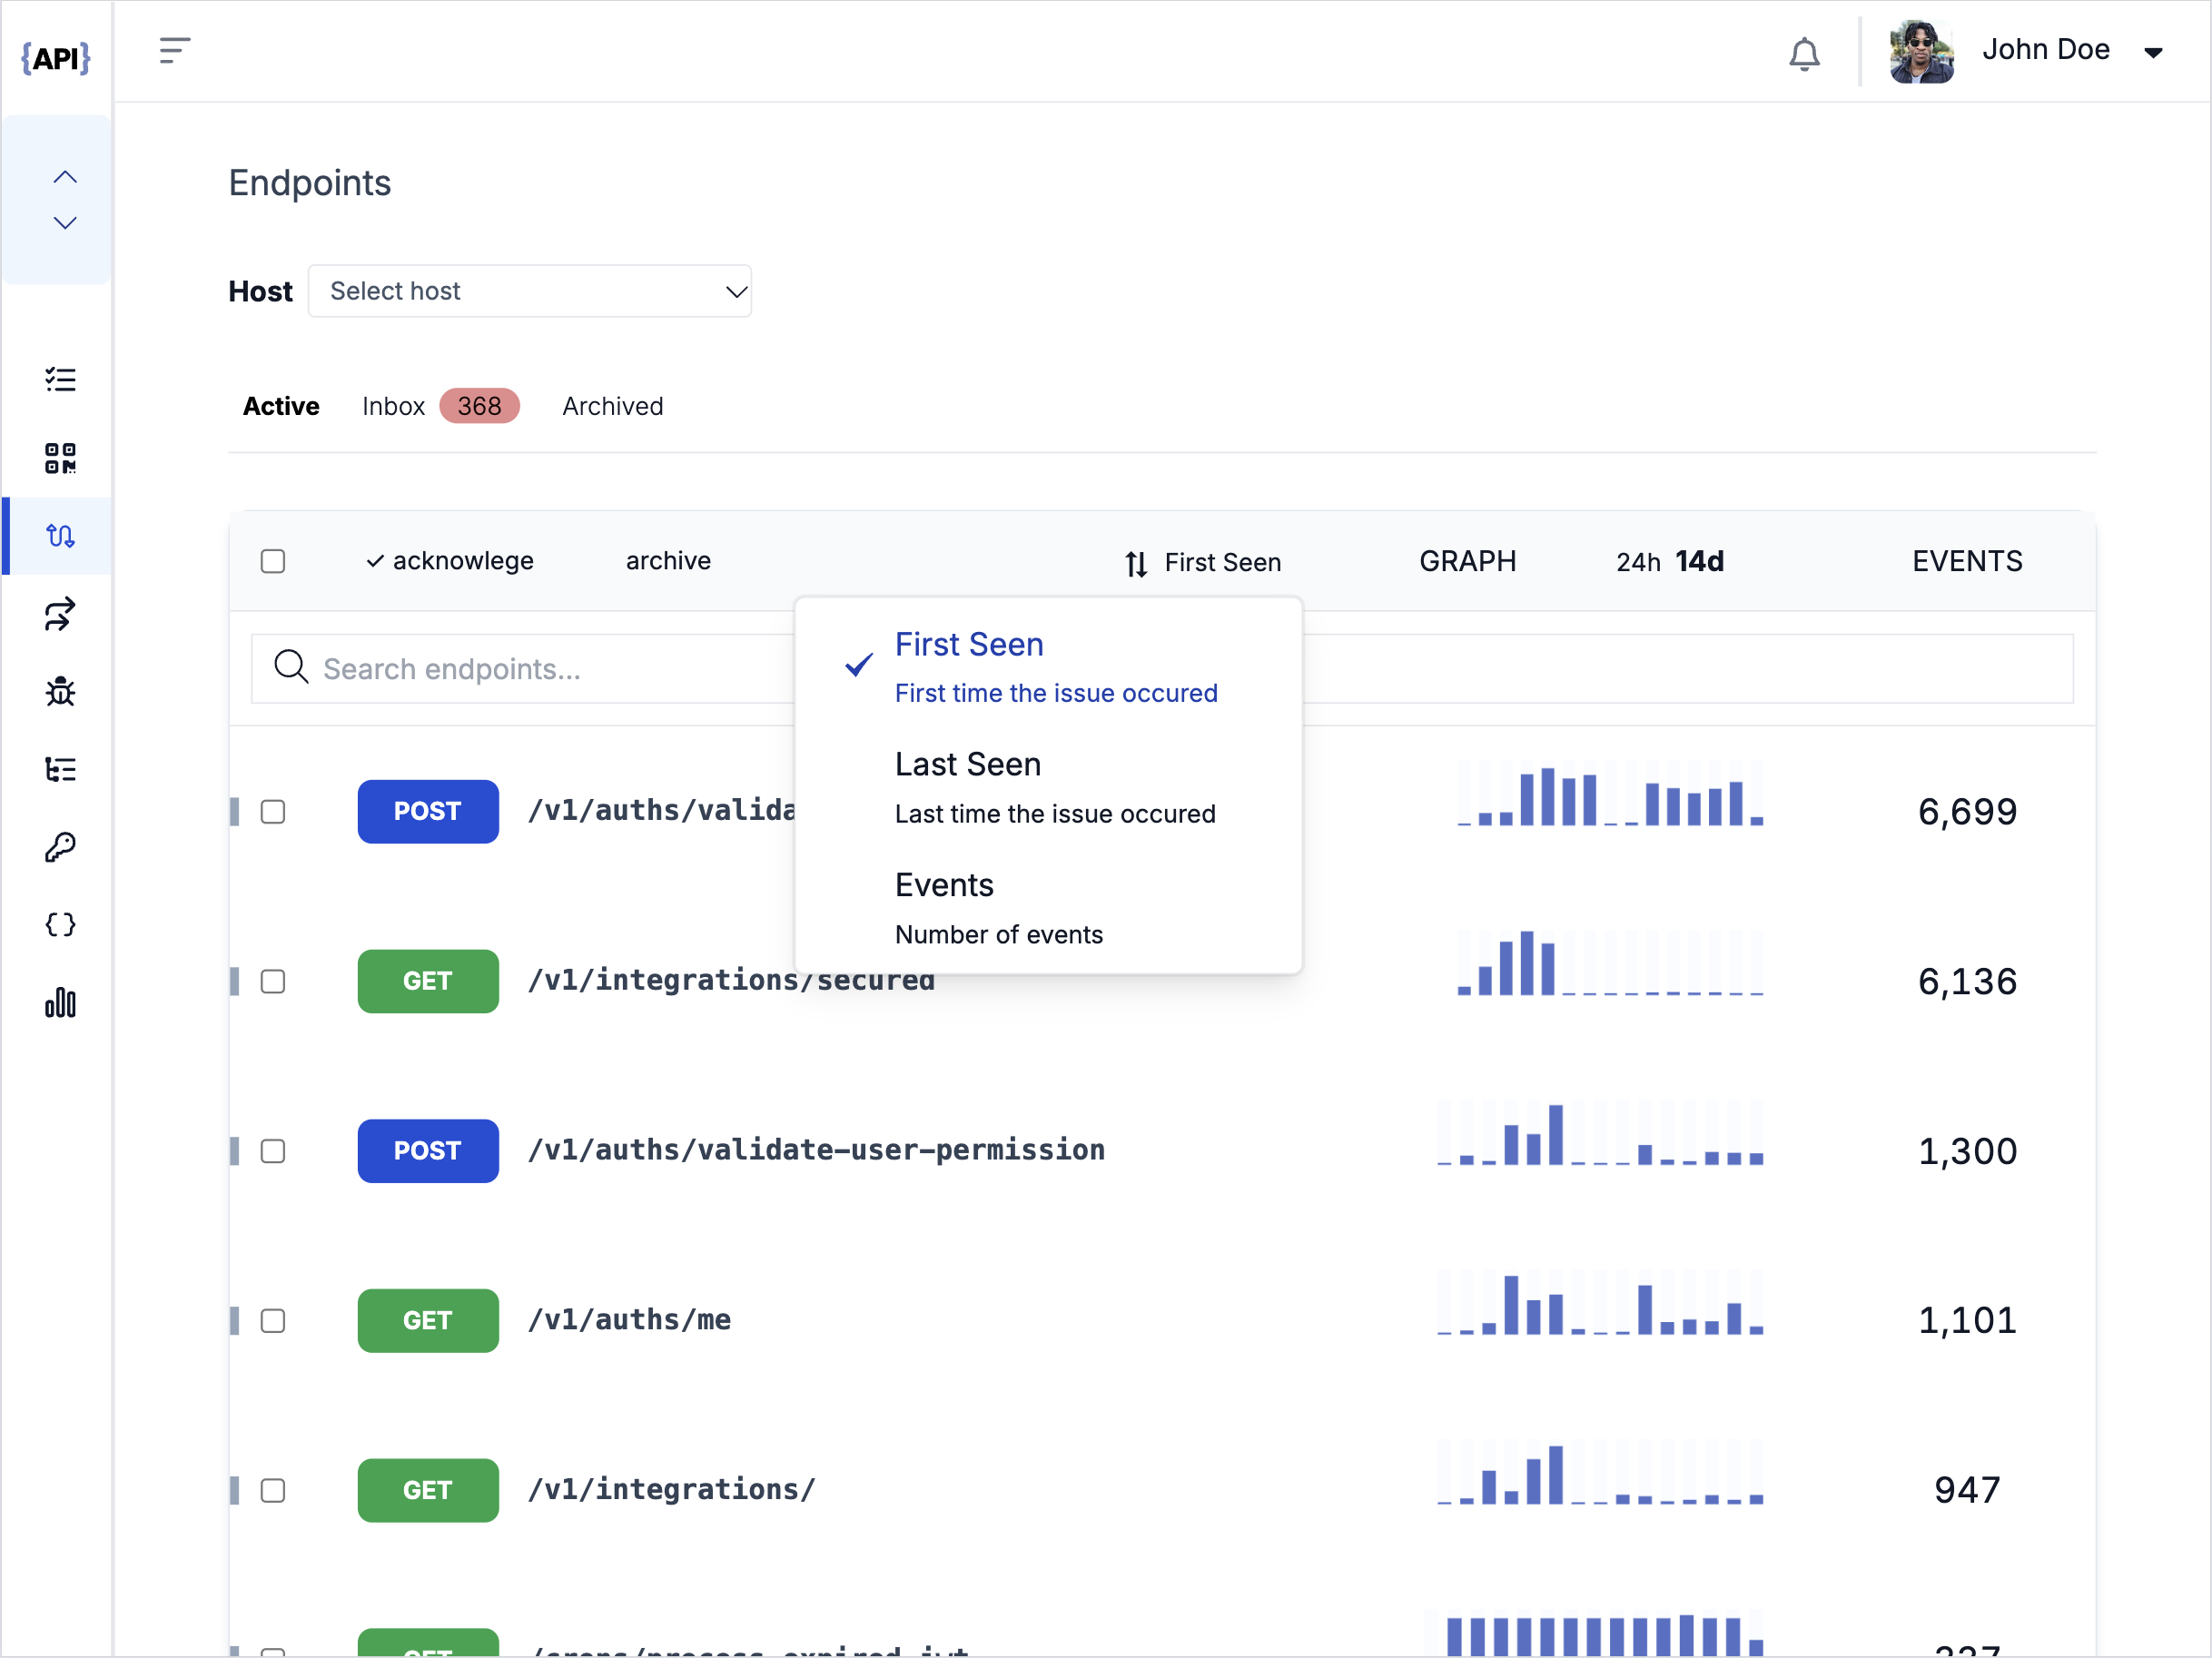 {API}
John Doe
Endpoints
Host Select host
Active Inbox 368 Archived
acknowlege archive First Seen GRAPH 24h 14d EVENTS
Search endpoints...
First Seen
First time the issue occured
Last Seen
Last time the issue occured
Events
Number of events
POST /v1/auths/valida 6,699
GET /v1/integrations/secured 6,136
POST /v1/auths/validate-user-permission 1,300
GET /v1/auths/me 1,101
GET /v1/integrations/ 947
GET